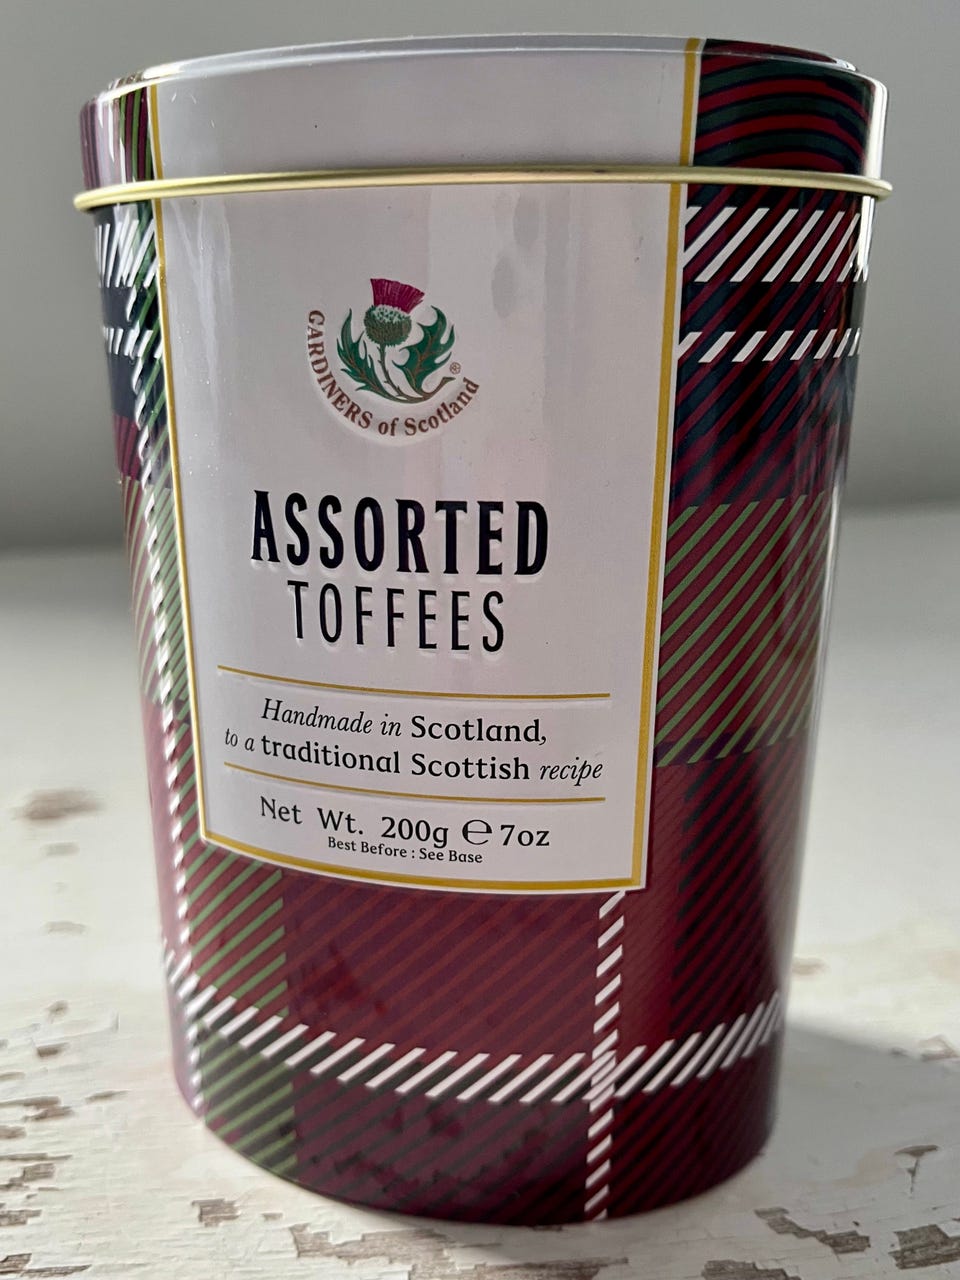 GARDINERS of Scotland ®
ASSORTED
TOFFEES
Handmade in Scotland,
to a traditional Scottish recipe
Net Wt. 200g ℮ 7oz
Best Before : See Base